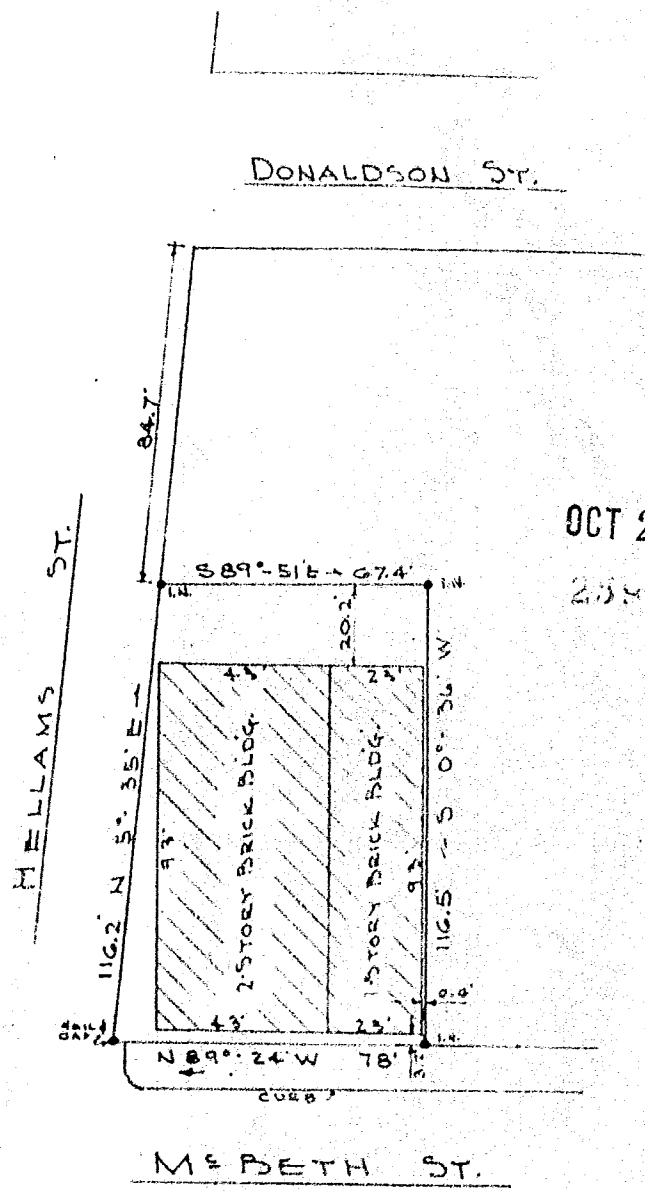 DONALDSON ST.
84.7'
HELLAMS ST.
OCT 2
S 89°-51'E - 67.4'
I.N.
I.N.
20.2'
43'
23'
2-STORY BRICK BLDG.
1-STORY BRICK BLDG.
93'
93'
116.2' N 5°-35'E
116.5' - S 0°-36' W
0.4'
43'
23'
NAIL &
CAP
I.N.
N 89°-24' W 78'
CURB
McBETH ST.